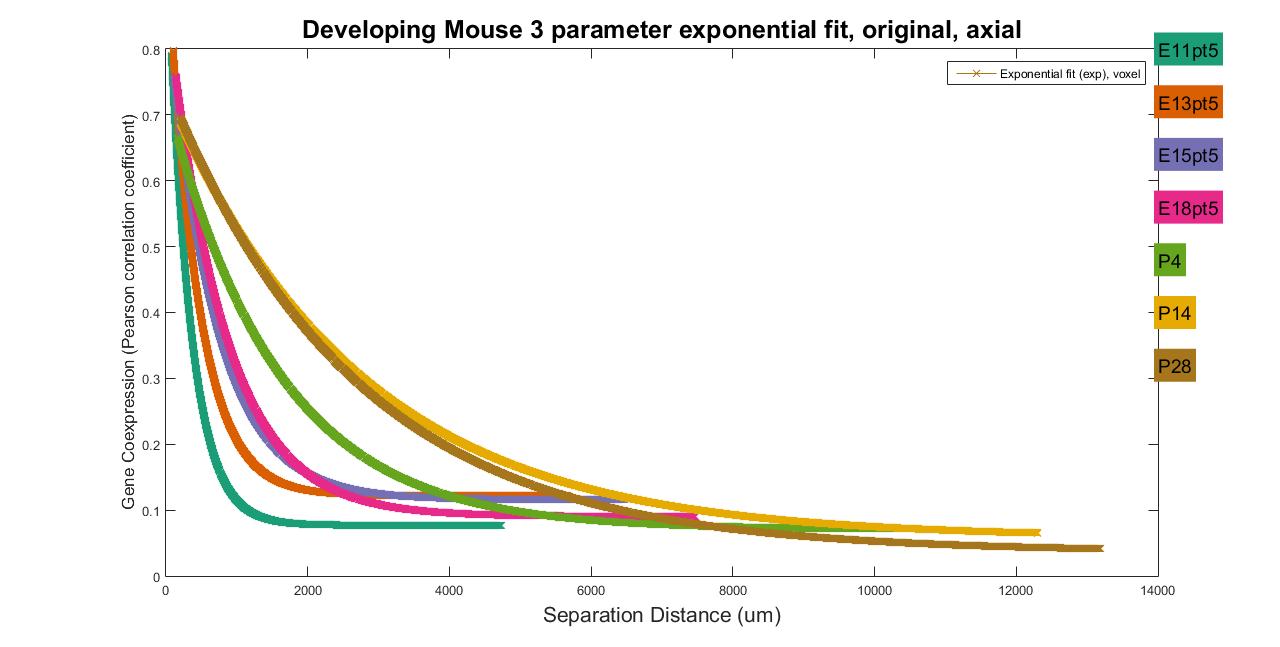 Developing Mouse 3 parameter exponential fit, original, axial
Gene Coexpression (Pearson correlation coefficient)
0.8
0.7
0.6
0.5
0.4
0.3
0.2
0.1
0
Exponential fit (exp), voxel
E11pt5
E13pt5
E15pt5
E18pt5
P4
P14
P28
0 2000 4000 6000 8000 10000 12000 14000
Separation Distance (um)